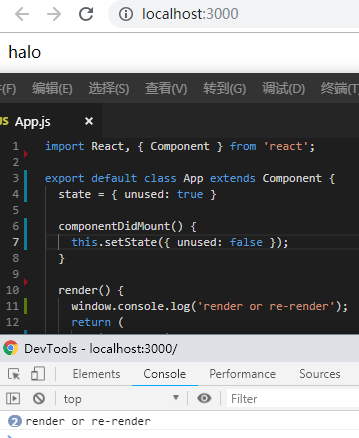 localhost:3000
halo
(F) 编辑(E) 选择(S) 查看(V) 转到(G) 调试(D) 终端(T)
JS App.js ×
1 import React, { Component } from 'react';
2
3 export default class App extends Component {
4 state = { unused: true }
5
6 componentDidMount() {
7 this.setState({ unused: false });
8 }
9
10 render() {
11 window.console.log('render or re-render');
12 return (
DevTools - localhost:3000/
Elements Console Performance Sources
top Filter
2 render or re-render